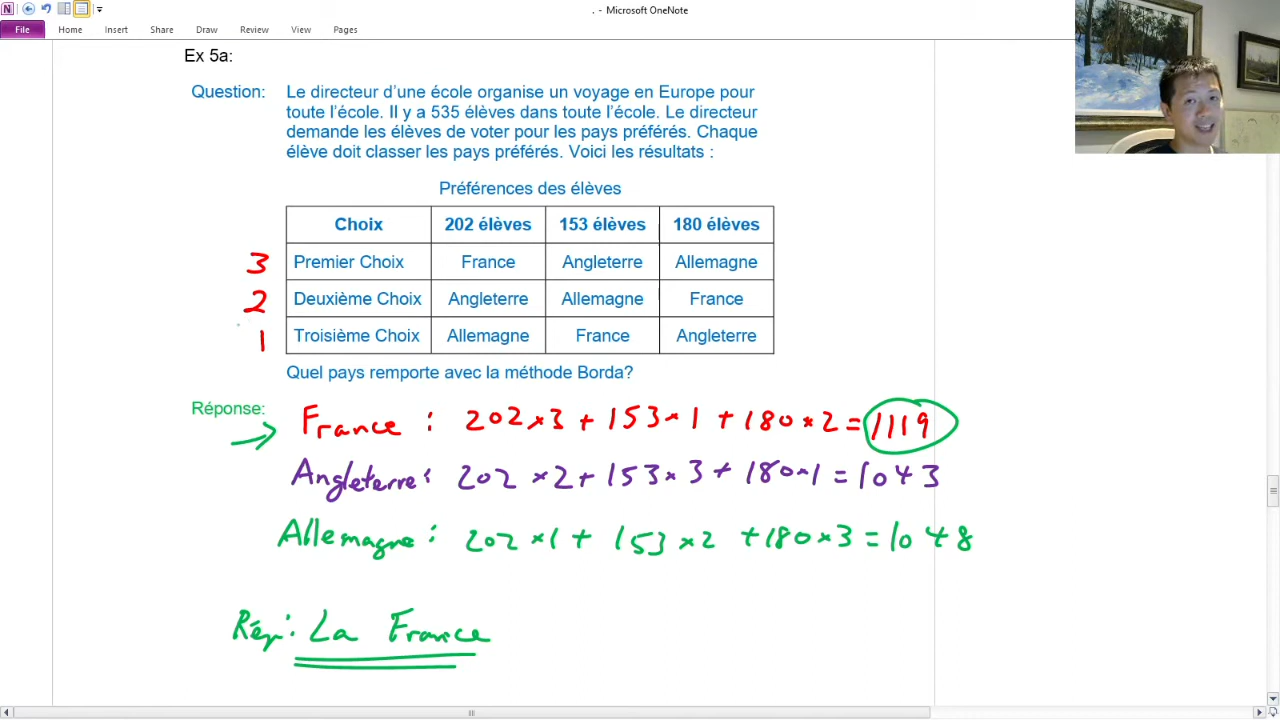 . - Microsoft OneNote
File Home Insert Share Draw Review View Pages
Ex 5a:
Question: Le directeur d'une école organise un voyage en Europe pour
toute l'école. Il y a 535 élèves dans toute l'école. Le directeur
demande les élèves de voter pour les pays préférés. Chaque
élève doit classer les pays préférés. Voici les résultats :
Préférences des élèves
Choix 202 élèves 153 élèves 180 élèves
3 Premier Choix France Angleterre Allemagne
2 Deuxième Choix Angleterre Allemagne France
1 Troisième Choix Allemagne France Angleterre
Quel pays remporte avec la méthode Borda?
Réponse:
France : 202×3 + 153×1 + 180×2 = 1119
Angleterre : 202×2 + 153×3 + 180×1 = 1043
Allemagne : 202×1 + 153×2 + 180×3 = 1048
Rép : La France